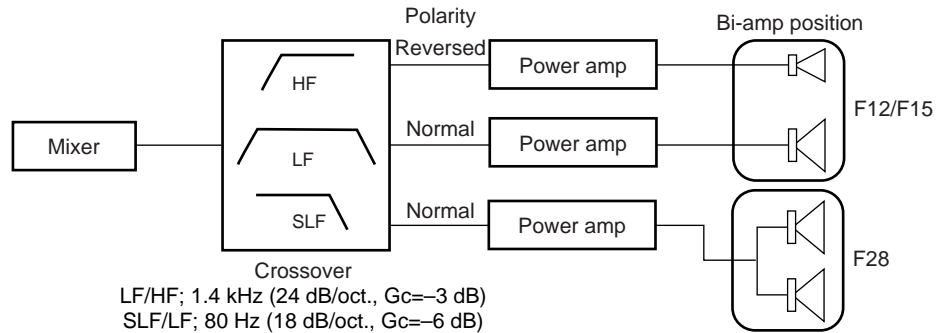 Polarity
Reversed
Bi-amp position
Power amp
HF
F12/F15
Mixer
Normal
Power amp
LF
Normal
Power amp
SLF
F28
Crossover
LF/HF; 1.4 kHz (24 dB/oct., Gc=–3 dB)
SLF/LF; 80 Hz (18 dB/oct., Gc=–6 dB)